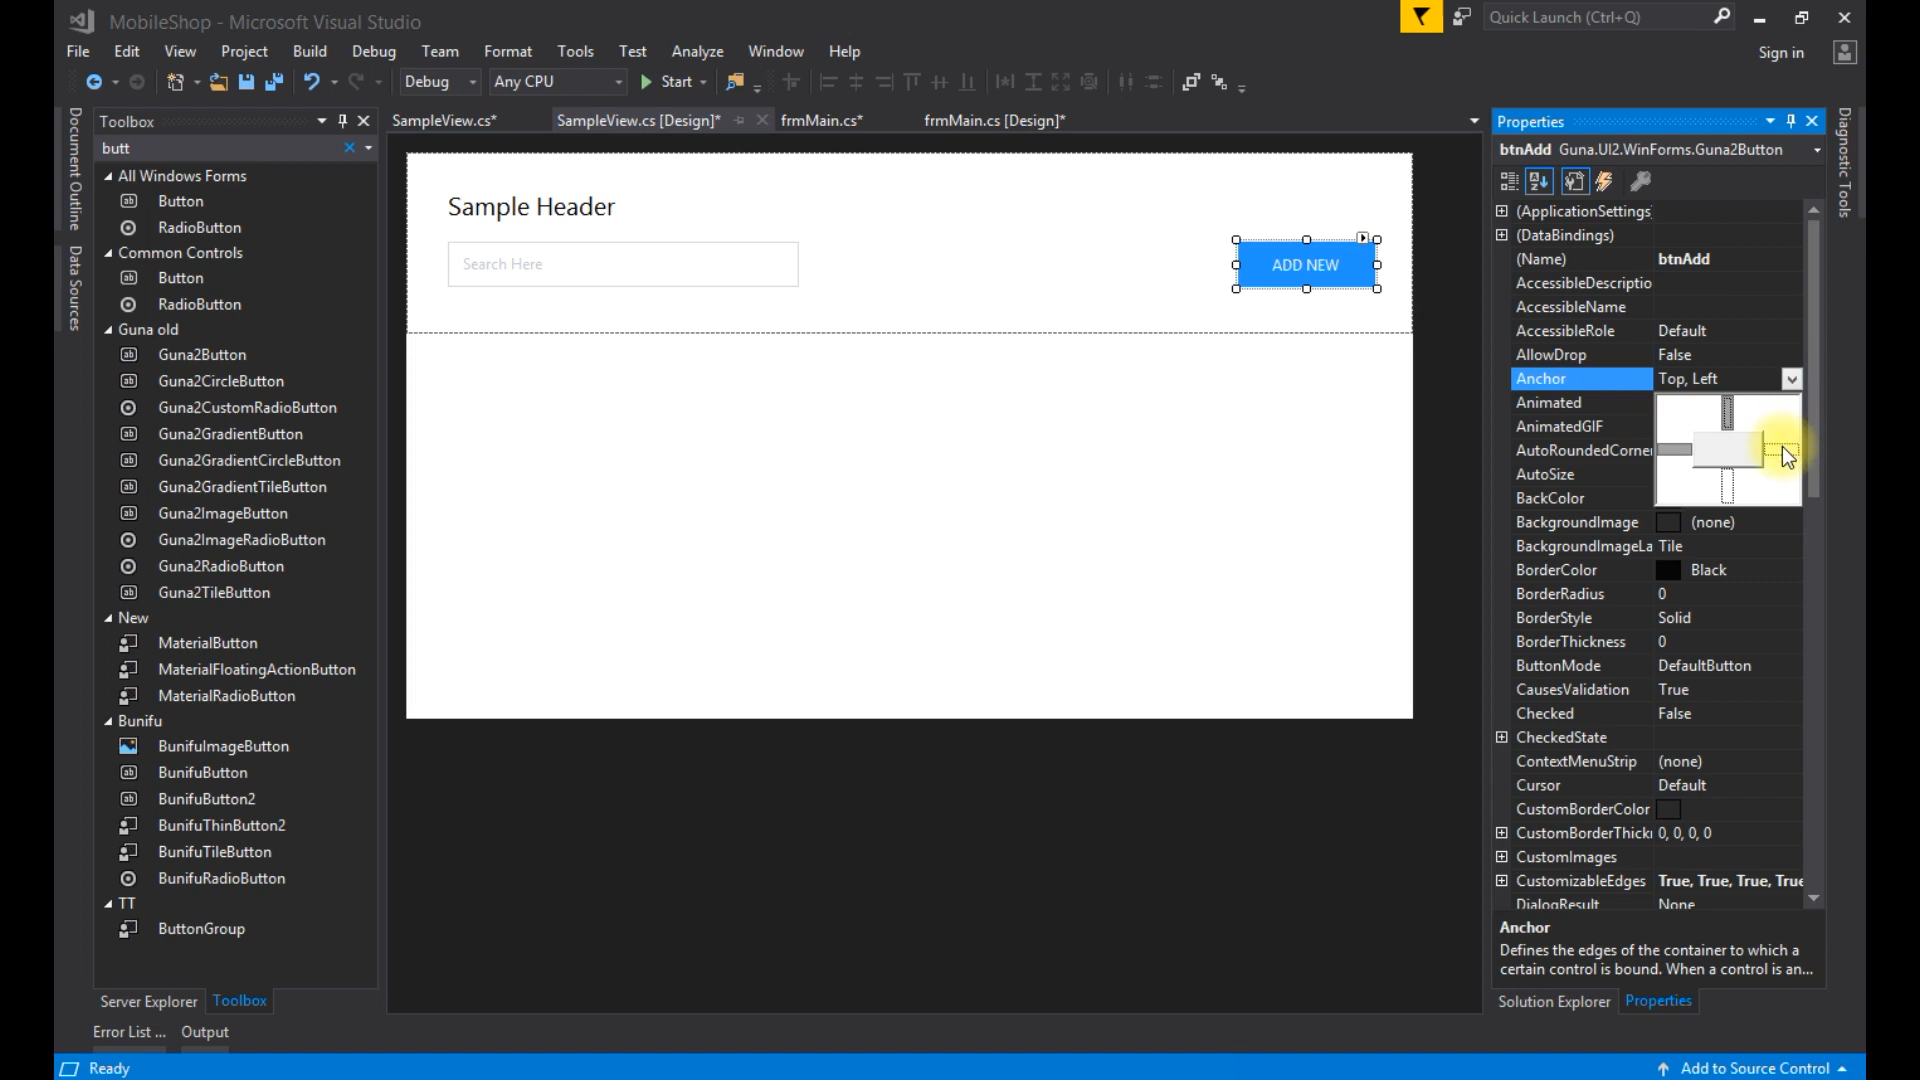 MobileShop - Microsoft Visual Studio
Quick Launch (Ctrl+Q)
File Edit View Project Build Debug Team Format Tools Test Analyze Window Help
Sign in
Debug Any CPU Start
Document Outline
Data Sources
Toolbox
butt
All Windows Forms
Button
RadioButton
Common Controls
Button
RadioButton
Guna old
Guna2Button
Guna2CircleButton
Guna2CustomRadioButton
Guna2GradientButton
Guna2GradientCircleButton
Guna2GradientTileButton
Guna2ImageButton
Guna2ImageRadioButton
Guna2RadioButton
Guna2TileButton
New
MaterialButton
MaterialFloatingActionButton
MaterialRadioButton
Bunifu
BunifuImageButton
BunifuButton
BunifuButton2
BunifuThinButton2
BunifuTileButton
BunifuRadioButton
TT
ButtonGroup
Server Explorer Toolbox
Error List ... Output
SampleView.cs* SampleView.cs [Design]* frmMain.cs* frmMain.cs [Design]*
Sample Header
Search Here
ADD NEW
Properties
btnAdd Guna.UI2.WinForms.Guna2Button
(ApplicationSettings
(DataBindings)
(Name) btnAdd
AccessibleDescriptio
AccessibleName
AccessibleRole Default
AllowDrop False
Anchor Top, Left
Animated
AnimatedGIF
AutoRoundedCorner
AutoSize
BackColor
BackgroundImage (none)
BackgroundImageLa Tile
BorderColor Black
BorderRadius 0
BorderStyle Solid
BorderThickness 0
ButtonMode DefaultButton
CausesValidation True
Checked False
CheckedState
ContextMenuStrip (none)
Cursor Default
CustomBorderColor
CustomBorderThickı 0, 0, 0, 0
CustomImages
CustomizableEdges True, True, True, True
DialogResult None
Anchor
Defines the edges of the container to which a
certain control is bound. When a control is an...
Solution Explorer Properties
Diagnostic Tools
Ready
Add to Source Control